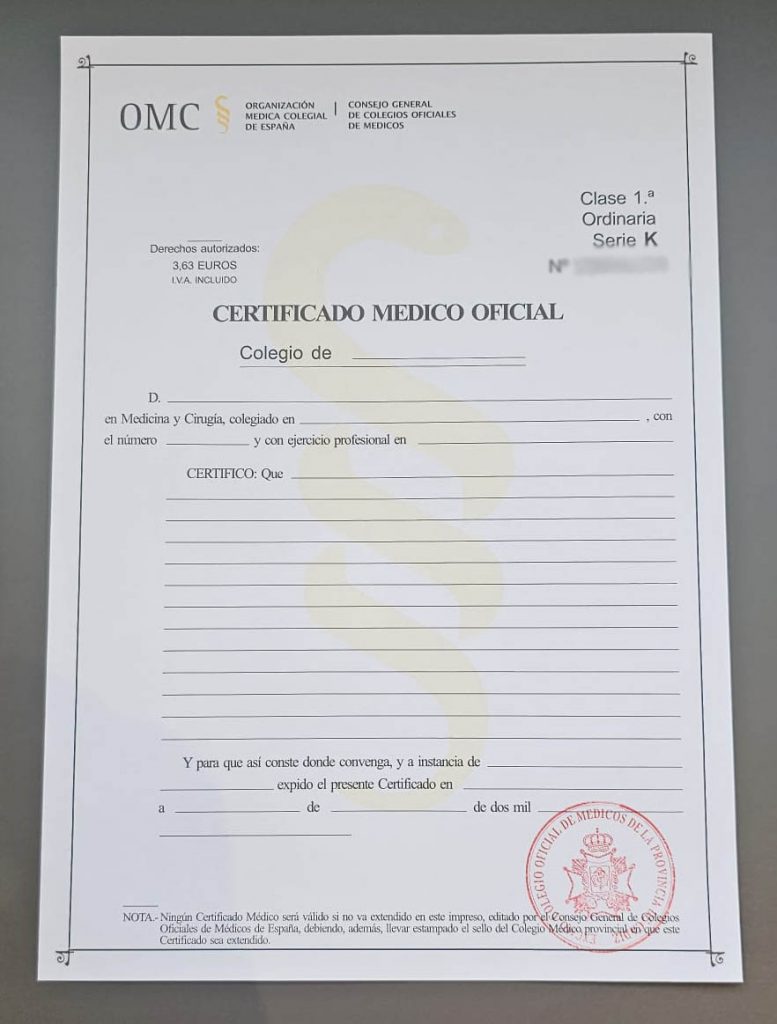 OMC
ORGANIZACIÓN
MEDICA COLEGIAL
DE ESPAÑA
CONSEJO GENERAL
DE COLEGIOS OFICIALES
DE MEDICOS
Clase 1.ª
Ordinaria
Serie K
Nº
Derechos autorizados:
3,63 EUROS
I.V.A. INCLUIDO
CERTIFICADO MEDICO OFICIAL
Colegio de
D.
en Medicina y Cirugía, colegiado en , con
el número y con ejercicio profesional en
CERTIFICO: Que
Y para que así conste donde convenga, y a instancia de
expido el presente Certificado en
a de de dos mil
COLEGIO OFICIAL DE MEDICOS DE LA PROVINCIA DE CADIZ
NOTA.- Ningún Certificado Médico será válido si no va extendido en este impreso, editado por el Consejo General de Colegios
Oficiales de Médicos de España, debiendo, además, llevar estampado el sello del Colegio Médico provincial en que este
Certificado sea extendido.